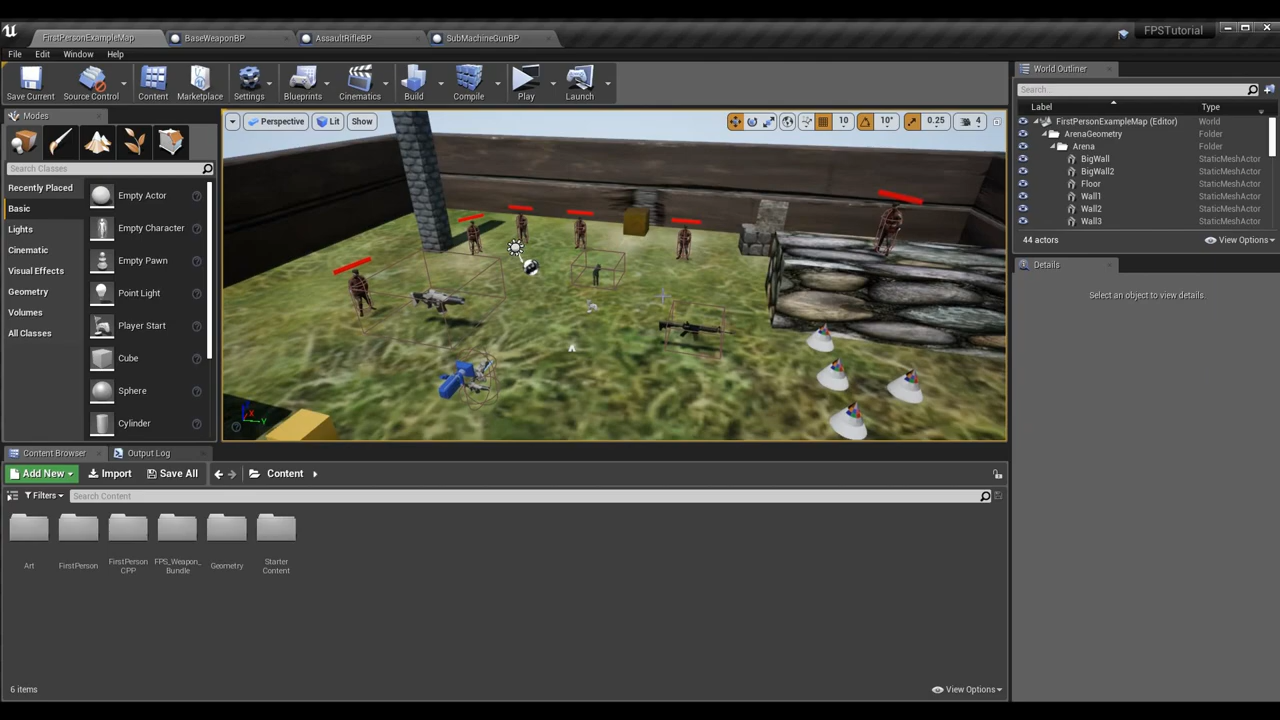 FirstPersonExampleMap
BaseWeaponBP
AssaultRifleBP
SubMachineGunBP
FPSTutorial
File Edit Window Help
Modes
Save Current
Source Control
Content
Marketplace
Settings
Blueprints
Cinematics
Build
Compile
Play
Launch
Search Classes
Recently Placed
Basic
Lights
Cinematic
Visual Effects
Geometry
Volumes
All Classes
Empty Actor
Empty Character
Empty Pawn
Point Light
Player Start
Cube
Sphere
Cylinder
Perspective
Lit
Show
10
10°
0.25
4
X
Y
World Outliner
Search...
Label Type
FirstPersonExampleMap (Editor) World
ArenaGeometry Folder
Arena Folder
BigWall StaticMeshActor
BigWall2 StaticMeshActor
Floor StaticMeshActor
Wall1 StaticMeshActor
Wall2 StaticMeshActor
Wall3 StaticMeshActor
44 actors
View Options
Details
Select an object to view details
Content Browser
Output Log
Add New
Import
Save All
Content
Filters
Search Content
Art
FirstPerson
FirstPerson
CPP
FPS_Weapon_
Bundle
Geometry
Starter
Content
6 items
View Options